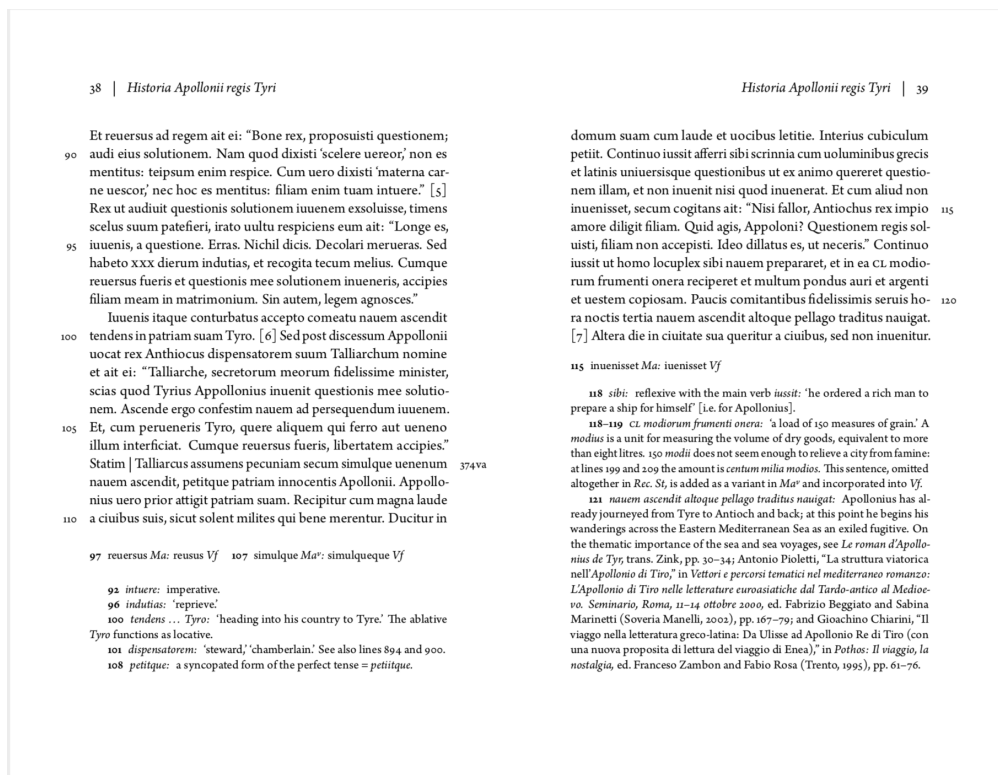 38 | Historia Apollonii regis Tyri
Et reuersus ad regem ait ei: “Bone rex, proposuisti questionem;
90 audi eius solutionem. Nam quod dixisti ‘scelere uereor,’ non es
mentitus: teipsum enim respice. Cum uero dixisti ‘materna car-
ne uescor,’ nec hoc es mentitus: filiam enim tuam intuere.” [5]
Rex ut audiuit questionis solutionem iuuenem exsoluisse, timens
scelus suum patefieri, irato uultu respiciens eum ait: “Longe es,
95 iuuenis, a questione. Erras. Nichil dicis. Decolari merueras. Sed
habeto XXX dierum indutias, et recogita tecum melius. Cumque
reuersus fueris et questionis mee solutionem inueneris, accipies
filiam meam in matrimonium. Sin autem, legem agnosces.”
Iuuenis itaque conturbatus accepto comeatu nauem ascendit
100 tendens in patriam suam Tyro. [6] Sed post discessum Appollonii
uocat rex Anthiocus dispensatorem suum Talliarchum nomine
et ait ei: “Talliarche, secretorum meorum fidelissime minister,
scias quod Tyrius Appollonius inuenit questionis mee solutio-
nem. Ascende ergo confestim nauem ad persequendum iuuenem.
105 Et, cum perueneris Tyro, quere aliquem qui ferro aut ueneno
illum interficiat. Cumque reuersus fueris, libertatem accipies.”
Statim | Talliarcus assumens pecuniam secum simulque uenenum 374va
nauem ascendit, petitque patriam innocentis Apollonii. Appollo-
nius uero prior attigit patriam suam. Recipitur cum magna laude
110 a ciuibus suis, sicut solent milites qui bene merentur. Ducitur in
97 reuersus Ma: reusus Vf 107 simulque Maᵛ: simulqueque Vf
92 intuere: imperative.
96 indutias: ‘reprieve.’
100 tendens … Tyro: ‘heading into his country to Tyre.’ The ablative
Tyro functions as locative.
101 dispensatorem: ‘steward,’ ‘chamberlain.’ See also lines 894 and 900.
108 petitque: a syncopated form of the perfect tense = petiitque.
Historia Apollonii regis Tyri | 39
domum suam cum laude et uocibus letitie. Interius cubiculum
petiit. Continuo iussit afferri sibi scrinnia cum uoluminibus grecis
et latinis uniuersisque questionibus ut ex animo quereret questio-
nem illam, et non inuenit nisi quod inuenerat. Et cum aliud non
inuenisset, secum cogitans ait: “Nisi fallor, Antiochus rex impio 115
amore diligit filiam. Quid agis, Appoloni? Questionem regis sol-
uisti, filiam non accepisti. Ideo dillatus es, ut neceris.” Continuo
iussit ut homo locuplex sibi nauem prepararet, et in ea CL modio-
rum frumenti onera reciperet et multum pondus auri et argenti
et uestem copiosam. Paucis comitantibus fidelissimis seruis ho- 120
ra noctis tertia nauem ascendit altoque pellago traditus nauigat.
[7] Altera die in ciuitate sua queritur a ciuibus, sed non inuenitur.
115 inuenisset Ma: iuenisset Vf
118 sibi: reflexive with the main verb iussit: ‘he ordered a rich man to
prepare a ship for himself’ [i.e. for Apollonius].
118–119 CL modiorum frumenti onera: ‘a load of 150 measures of grain.’ A
modius is a unit for measuring the volume of dry goods, equivalent to more
than eight litres. 150 modii does not seem enough to relieve a city from famine:
at lines 199 and 209 the amount is centum milia modios. This sentence, omitted
altogether in Rec. St, is added as a variant in Maᵛ and incorporated into Vf.
121 nauem ascendit altoque pellago traditus nauigat: Apollonius has al-
ready journeyed from Tyre to Antioch and back; at this point he begins his
wanderings across the Eastern Mediterranean Sea as an exiled fugitive. On
the thematic importance of the sea and sea voyages, see Le roman d’Apollo-
nius de Tyr, trans. Zink, pp. 30–34; Antonio Pioletti, “La struttura viatorica
nell’Apollonio di Tiro,” in Vettori e percorsi tematici nel mediterraneo romanzo:
L’Apollonio di Tiro nelle letterature euroasiatiche dal Tardo-antico al Medioe-
vo. Seminario, Roma, 11–14 ottobre 2000, ed. Fabrizio Beggiato and Sabina
Marinetti (Soveria Manelli, 2002), pp. 167–79; and Gioachino Chiarini, “Il
viaggo nella letteratura greco-latina: Da Ulisse ad Apollonio Re di Tiro (con
una nuova proposita di lettura del viaggio di Enea),” in Pothos: Il viaggio, la
nostalgia, ed. Franceso Zambon and Fabio Rosa (Trento, 1995), pp. 61–76.